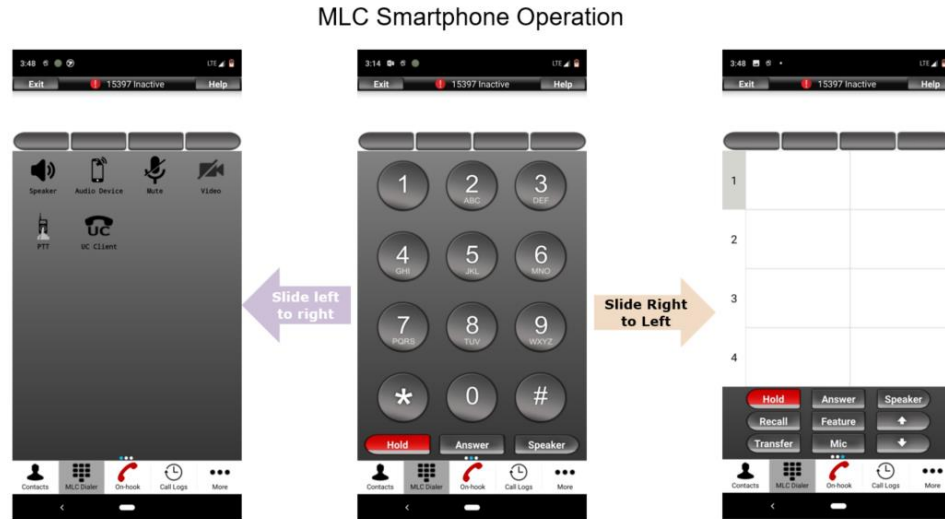 MLC Smartphone Operation
3:48
LTE
Exit
15397 Inactive
Help
Speaker
Audio Device
Mute
Video
PTT
UC
UC Client
Contacts
MLC Dialer
On-hook
Call Logs
More
Slide left
to right
3:14
LTE
Exit
15397 Inactive
Help
1
2
ABC
3
DEF
4
GHI
5
JKL
6
MNO
7
PQRS
8
TUV
9
WXYZ
*
0
#
Hold
Answer
Speaker
Contacts
MLC Dialer
On-hook
Call Logs
More
Slide Right
to Left
3:48
LTE
Exit
15397 Inactive
Help
1
2
3
4
Hold
Answer
Speaker
Recall
Feature
Transfer
Mic
Contacts
MLC Dialer
On-hook
Call Logs
More